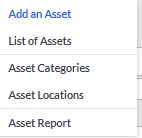 Add an Asset
List of Assets
Asset Categories
Asset Locations
Asset Report